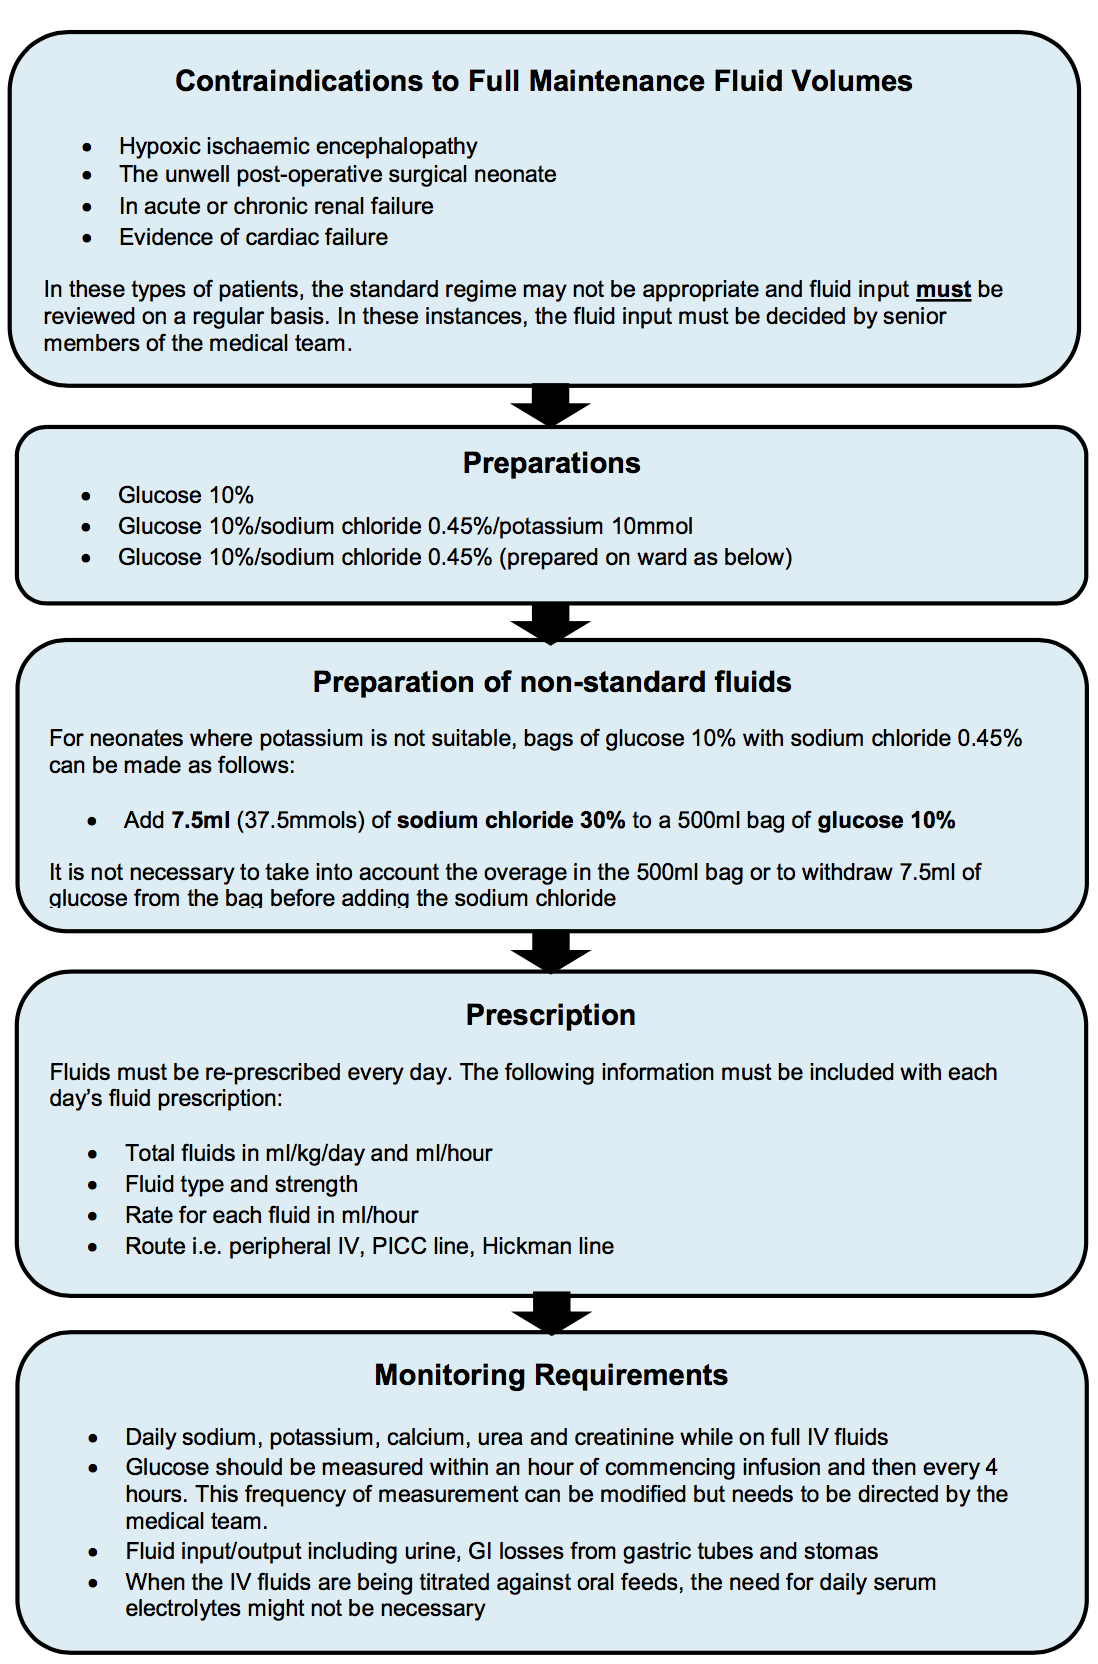 Contraindications to Full Maintenance Fluid Volumes
• Hypoxic ischaemic encephalopathy
• The unwell post-operative surgical neonate
• In acute or chronic renal failure
• Evidence of cardiac failure
In these types of patients, the standard regime may not be appropriate and fluid input must be
reviewed on a regular basis. In these instances, the fluid input must be decided by senior
members of the medical team.
Preparations
• Glucose 10%
• Glucose 10%/sodium chloride 0.45%/potassium 10mmol
• Glucose 10%/sodium chloride 0.45% (prepared on ward as below)
Preparation of non-standard fluids
For neonates where potassium is not suitable, bags of glucose 10% with sodium chloride 0.45%
can be made as follows:
• Add 7.5ml (37.5mmols) of sodium chloride 30% to a 500ml bag of glucose 10%
It is not necessary to take into account the overage in the 500ml bag or to withdraw 7.5ml of
glucose from the bag before adding the sodium chloride
Prescription
Fluids must be re-prescribed every day. The following information must be included with each
day’s fluid prescription:
• Total fluids in ml/kg/day and ml/hour
• Fluid type and strength
• Rate for each fluid in ml/hour
• Route i.e. peripheral IV, PICC line, Hickman line
Monitoring Requirements
• Daily sodium, potassium, calcium, urea and creatinine while on full IV fluids
• Glucose should be measured within an hour of commencing infusion and then every 4
hours. This frequency of measurement can be modified but needs to be directed by the
medical team.
• Fluid input/output including urine, GI losses from gastric tubes and stomas
• When the IV fluids are being titrated against oral feeds, the need for daily serum
electrolytes might not be necessary